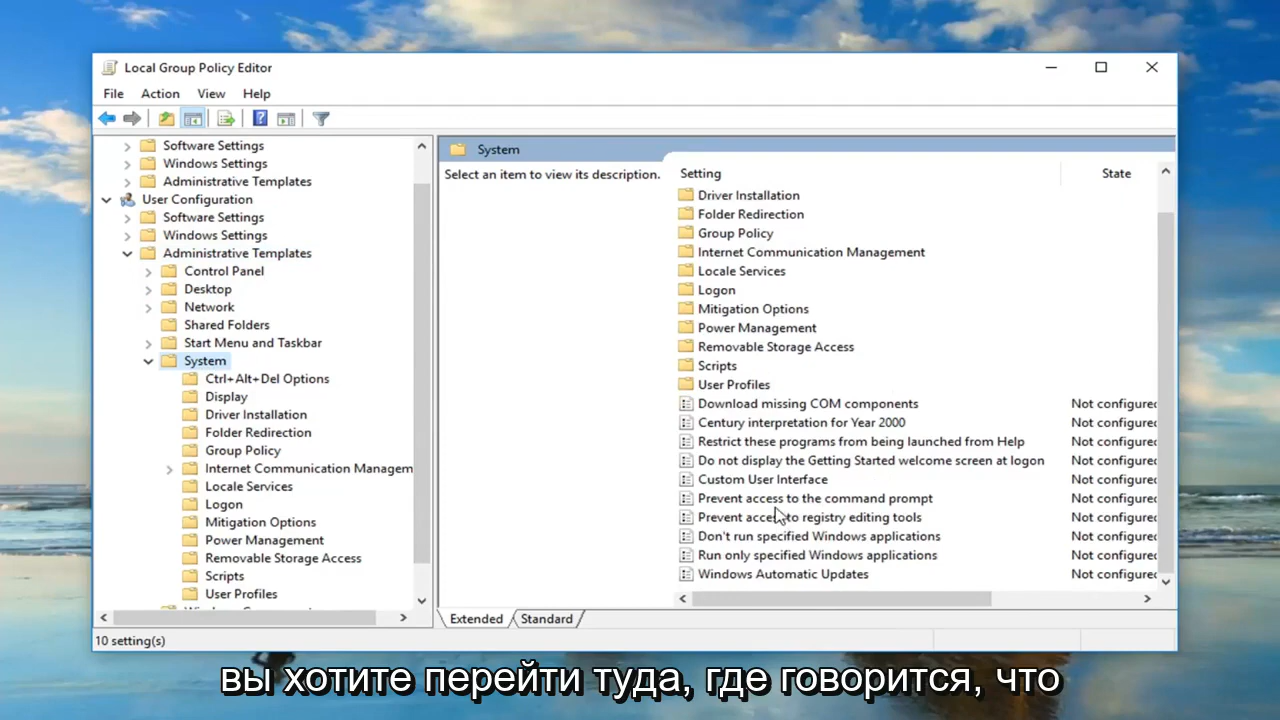 Local Group Policy Editor
File Action View Help
Software Settings
Windows Settings
Administrative Templates
User Configuration
Software Settings
Windows Settings
Administrative Templates
Control Panel
Desktop
Network
Shared Folders
Start Menu and Taskbar
System
Ctrl+Alt+Del Options
Display
Driver Installation
Folder Redirection
Group Policy
Internet Communication Managem
Locale Services
Logon
Mitigation Options
Power Management
Removable Storage Access
Scripts
User Profiles
System
Select an item to view its description.
Setting State
Driver Installation
Folder Redirection
Group Policy
Internet Communication Management
Locale Services
Logon
Mitigation Options
Power Management
Removable Storage Access
Scripts
User Profiles
Download missing COM components Not configured
Century interpretation for Year 2000 Not configured
Restrict these programs from being launched from Help Not configured
Do not display the Getting Started welcome screen at logon Not configured
Custom User Interface Not configured
Prevent access to the command prompt Not configured
Prevent access to registry editing tools Not configured
Don't run specified Windows applications Not configured
Run only specified Windows applications Not configured
Windows Automatic Updates Not configured
Extended Standard
10 setting(s)
вы хотите перейти туда, где говорится, что